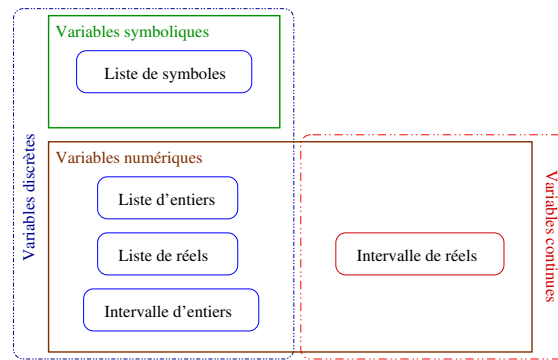 Variables symboliques
Liste de symboles
Variables discrètes
Variables numériques
Liste d'entiers
Liste de réels
Intervalle d'entiers
Intervalle de réels
Variables continues